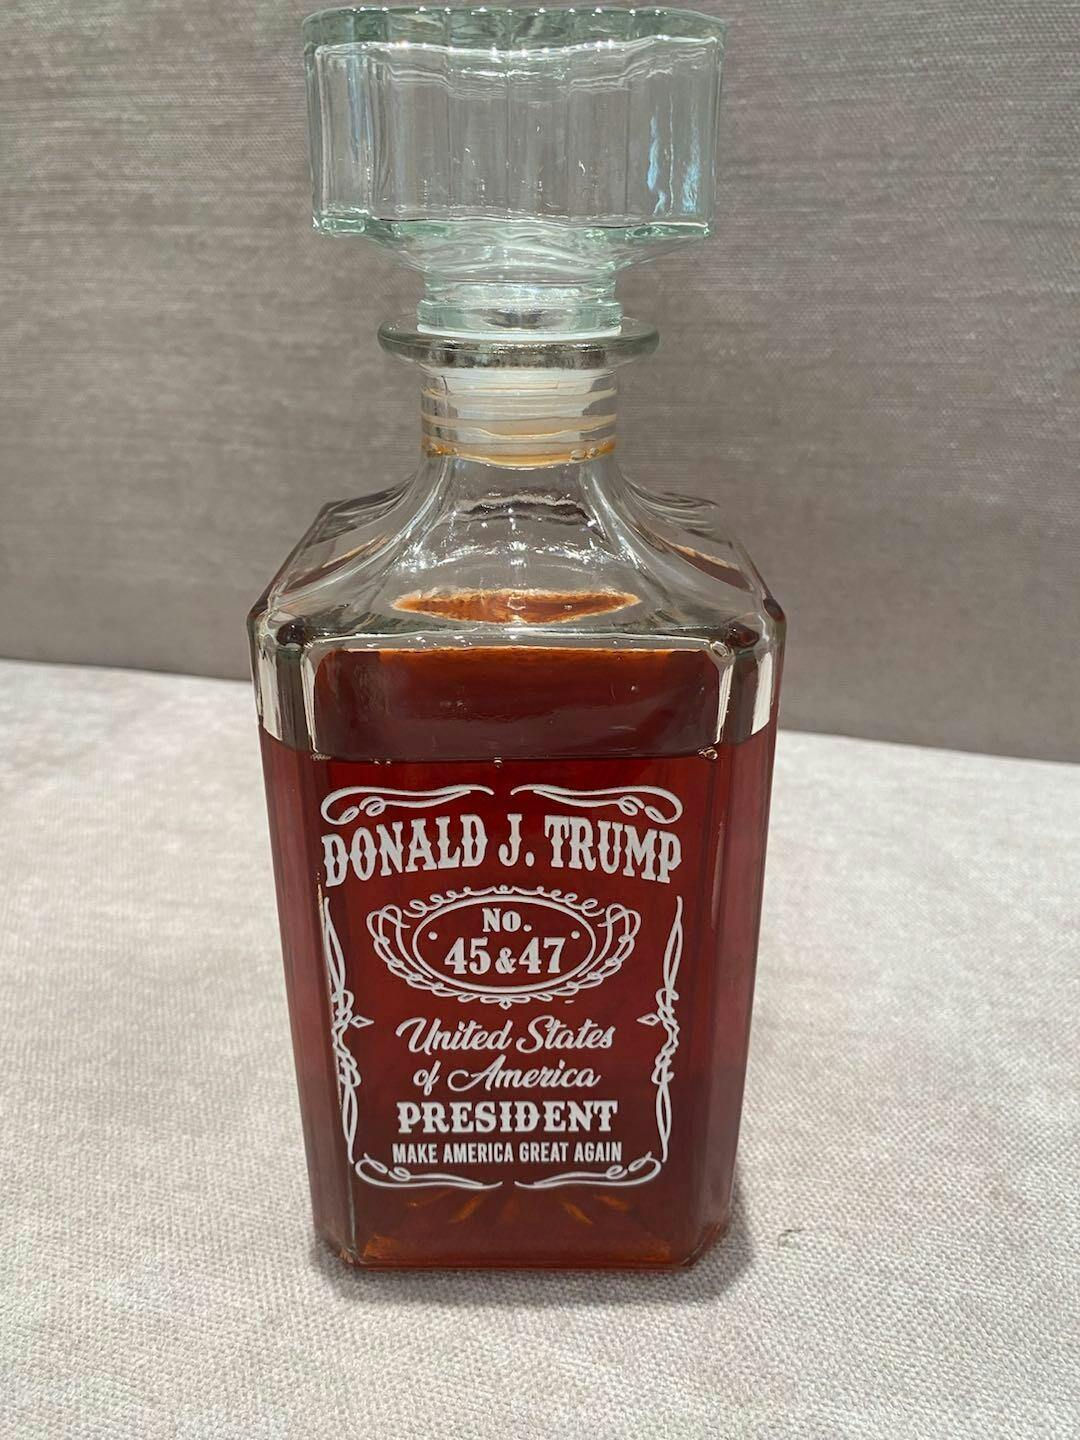 DONALD J. TRUMP
No.
45&47
United States
of America
PRESIDENT
MAKE AMERICA GREAT AGAIN